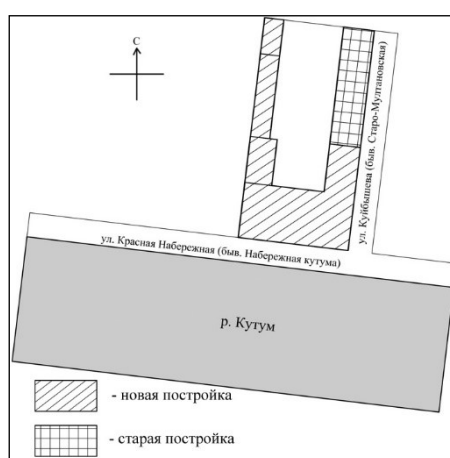 С
ул. Куйбышева (быв. Старо-Мултановская)
ул. Красная Набережная (быв. Набережная кутума)
р. Кутум
- новая постройка
- старая постройка